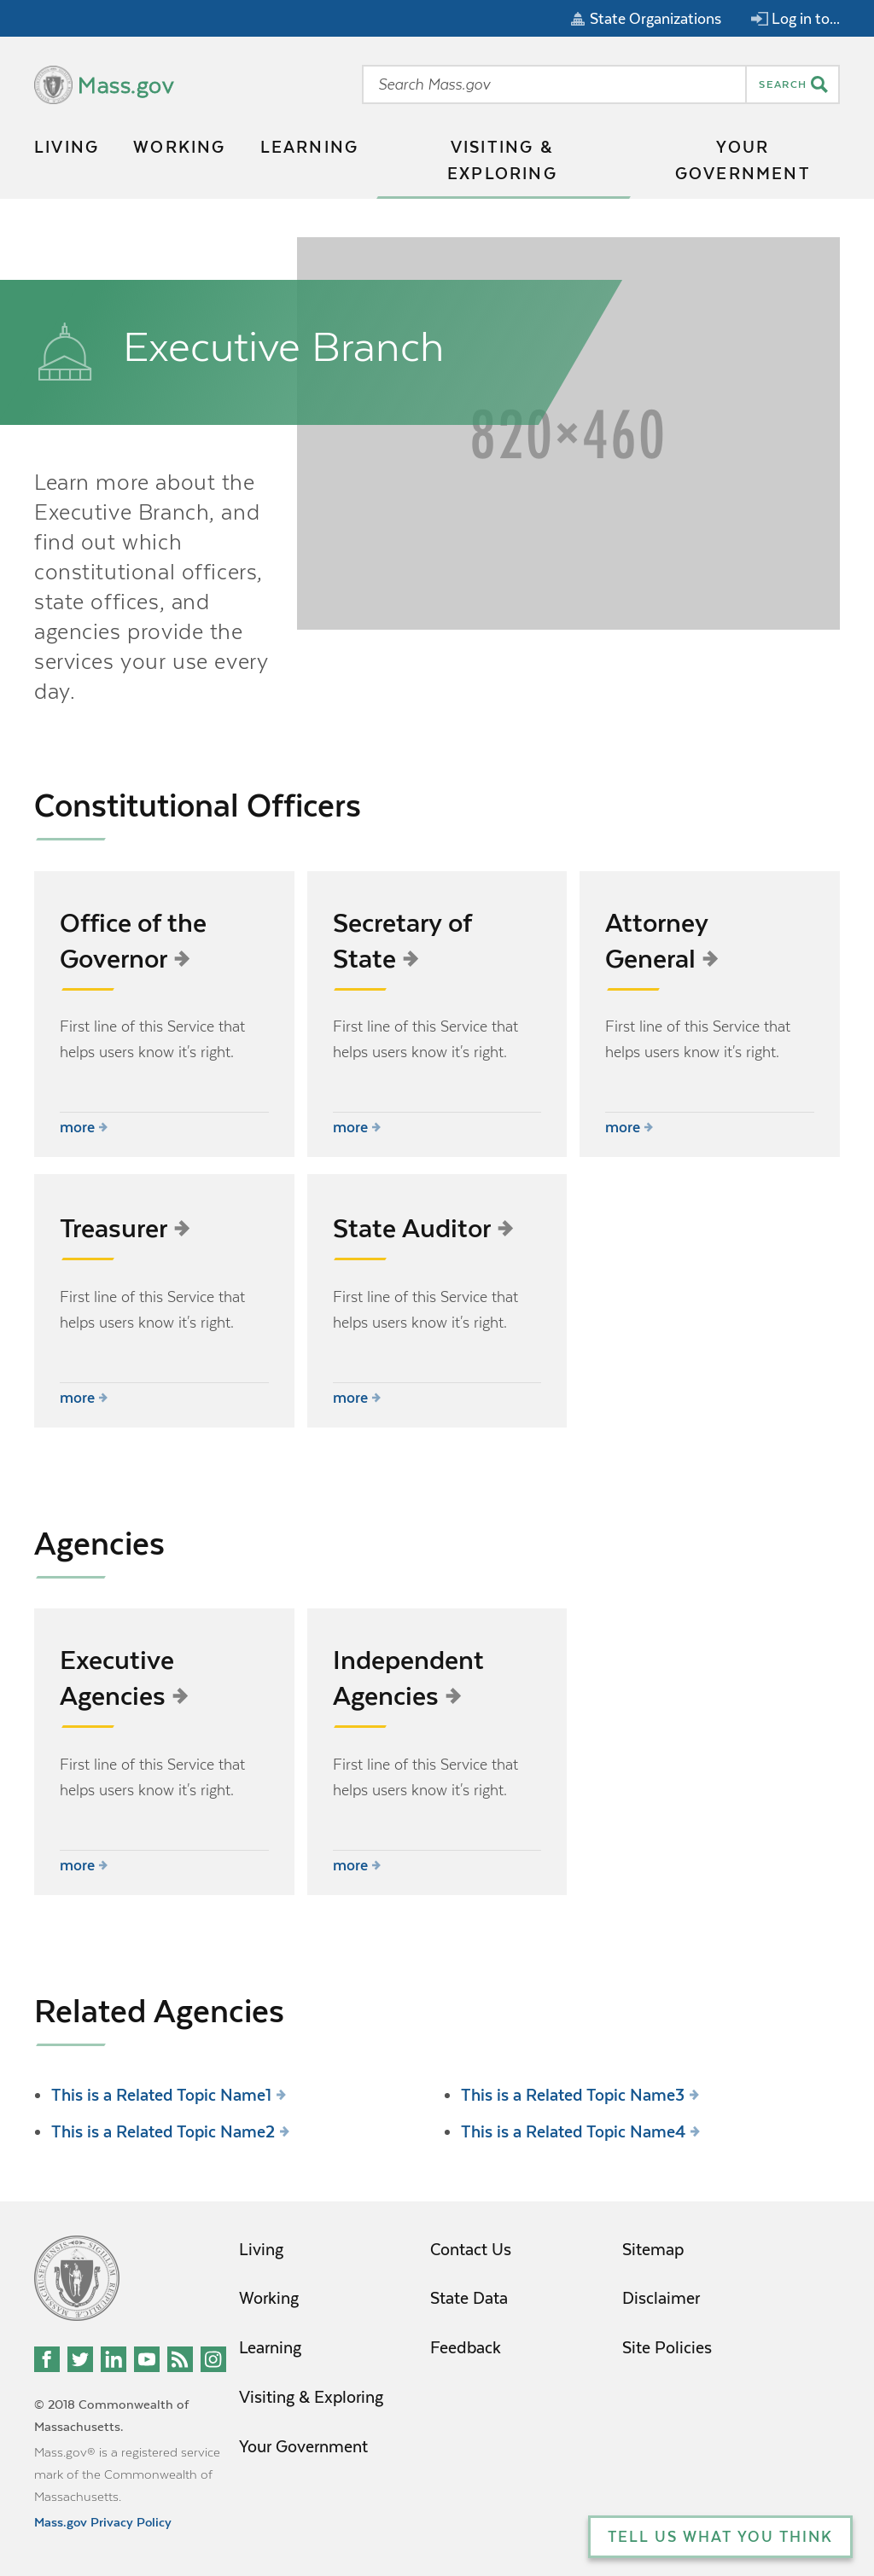 State Organizations
Log in to...
Mass.gov
Search Mass.gov
SEARCH
LIVING
WORKING
LEARNING
VISITING &
EXPLORING
YOUR
GOVERNMENT
Executive Branch
820×460
Learn more about the
Executive Branch, and
find out which
constitutional officers,
state offices, and
agencies provide the
services your use every
day.
Constitutional Officers
Office of the
Governor
First line of this Service that
helps users know it's right.
more
Secretary of
State
First line of this Service that
helps users know it's right.
more
Attorney
General
First line of this Service that
helps users know it's right.
more
Treasurer
First line of this Service that
helps users know it's right.
more
State Auditor
First line of this Service that
helps users know it's right.
more
Agencies
Executive
Agencies
First line of this Service that
helps users know it's right.
more
Independent
Agencies
First line of this Service that
helps users know it's right.
more
Related Agencies
This is a Related Topic Name1
This is a Related Topic Name2
This is a Related Topic Name3
This is a Related Topic Name4
Living
Working
Learning
Visiting & Exploring
Your Government
Contact Us
State Data
Feedback
Sitemap
Disclaimer
Site Policies
© 2018 Commonwealth of
Massachusetts.
Mass.gov® is a registered service
mark of the Commonwealth of
Massachusetts.
Mass.gov Privacy Policy
TELL US WHAT YOU THINK